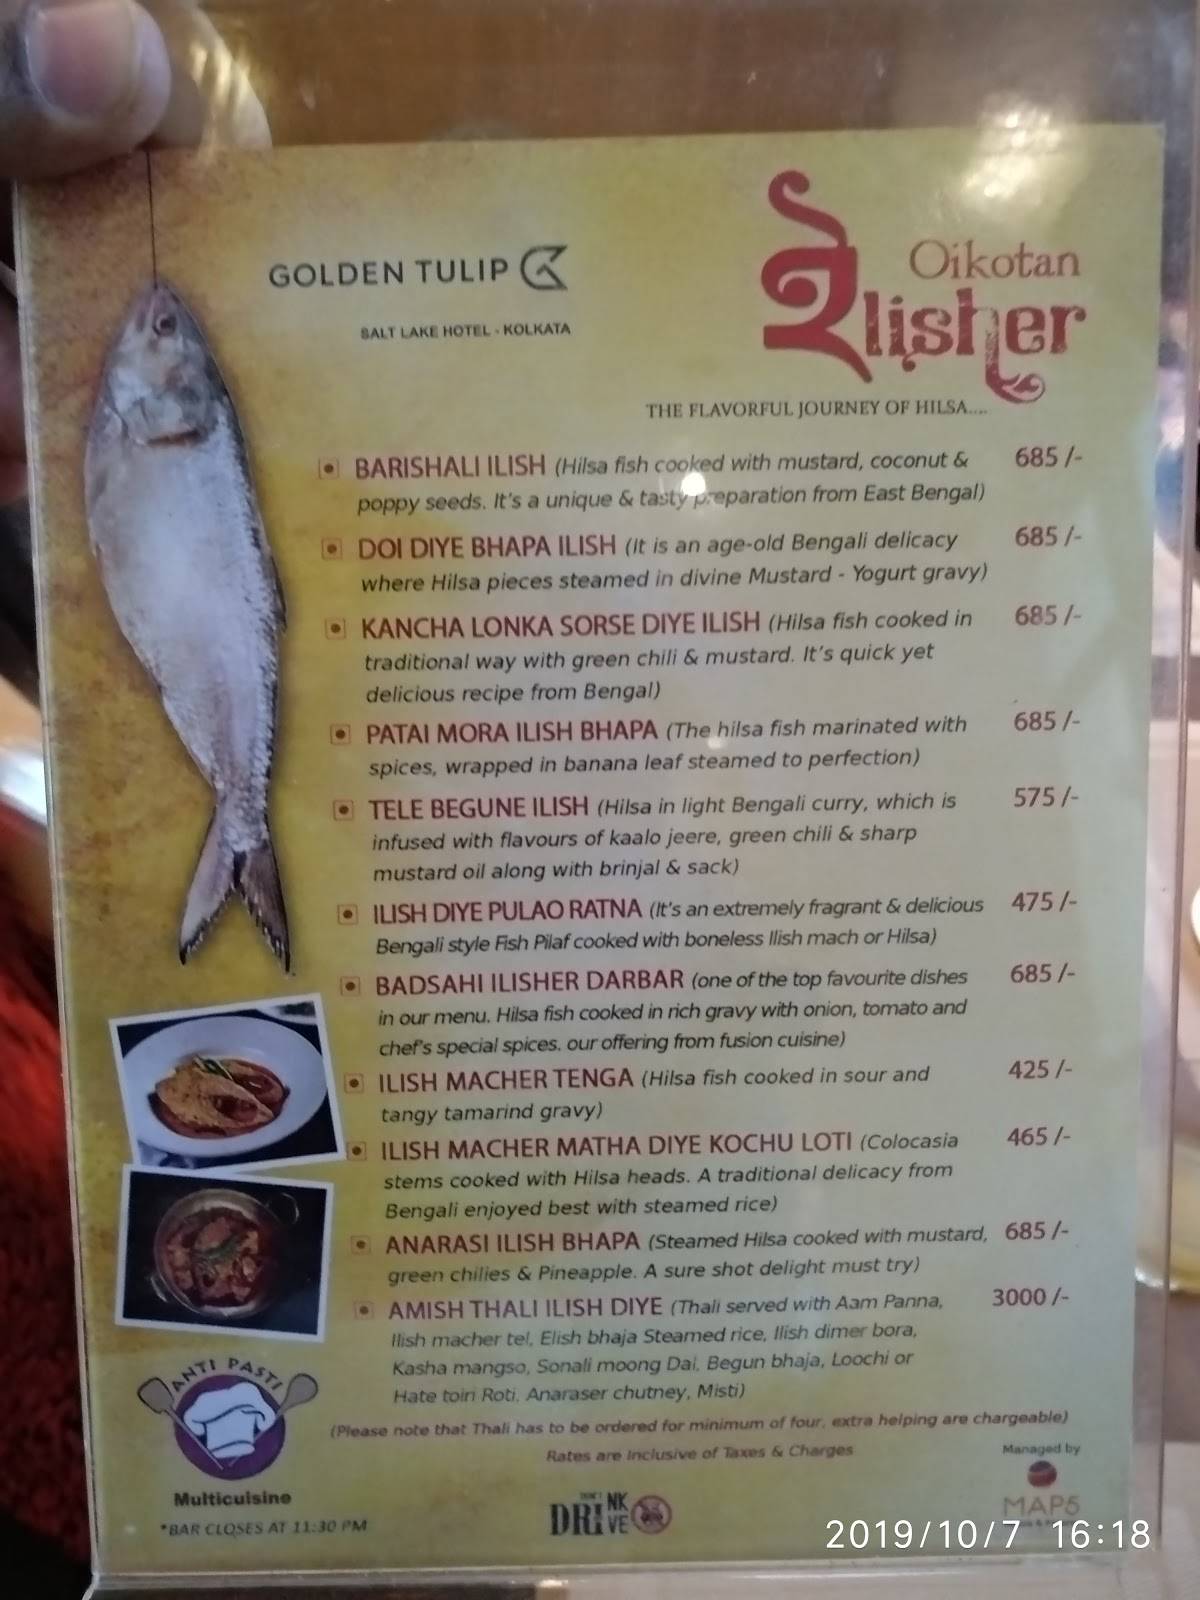 GOLDEN TULIP
SALT LAKE HOTEL - KOLKATA
Oikotan
ইlisher
THE FLAVORFUL JOURNEY OF HILSA....
BARISHALI ILISH (Hilsa fish cooked with mustard, coconut & 685 /-
poppy seeds. It's a unique & tasty preparation from East Bengal)
DOI DIYE BHAPA ILISH (It is an age-old Bengali delicacy 685 /-
where Hilsa pieces steamed in divine Mustard - Yogurt gravy)
KANCHA LONKA SORSE DIYE ILISH (Hilsa fish cooked in 685 /-
traditional way with green chili & mustard. It's quick yet
delicious recipe from Bengal)
PATAI MORA ILISH BHAPA (The hilsa fish marinated with 685 /-
spices, wrapped in banana leaf steamed to perfection)
TELE BEGUNE ILISH (Hilsa in light Bengali curry, which is 575 /-
infused with flavours of kaalo jeere, green chili & sharp
mustard oil along with brinjal & sack)
ILISH DIYE PULAO RATNA (It's an extremely fragrant & delicious 475 /-
Bengali style Fish Pilaf cooked with boneless Ilish mach or Hilsa)
BADSAHI ILISHER DARBAR (one of the top favourite dishes 685 /-
in our menu. Hilsa fish cooked in rich gravy with onion, tomato and
chef's special spices. our offering from fusion cuisine)
ILISH MACHER TENGA (Hilsa fish cooked in sour and 425 /-
tangy tamarind gravy)
ILISH MACHER MATHA DIYE KOCHU LOTI (Colocasia 465 /-
stems cooked with Hilsa heads. A traditional delicacy from
Bengali enjoyed best with steamed rice)
ANARASI ILISH BHAPA (Steamed Hilsa cooked with mustard, 685 /-
green chilies & Pineapple. A sure shot delight must try)
AMISH THALI ILISH DIYE (Thali served with Aam Panna, 3000 /-
Ilish macher tel, Elish bhaja Steamed rice, Ilish dimer bora,
Kasha mangso, Sonali moong Dal, Begun bhaja, Loochi or
Hate toiri Roti, Anaraser chutney, Misti)
(Please note that Thali has to be ordered for minimum of four, extra helping are chargeable)
Rates are Inclusive of Taxes & Charges
ANTI PASTI
Multicuisine
*BAR CLOSES AT 11:30 PM
DON'T
DRINK
DRIVE
Managed by
MAP5
2019/10/7 16:18